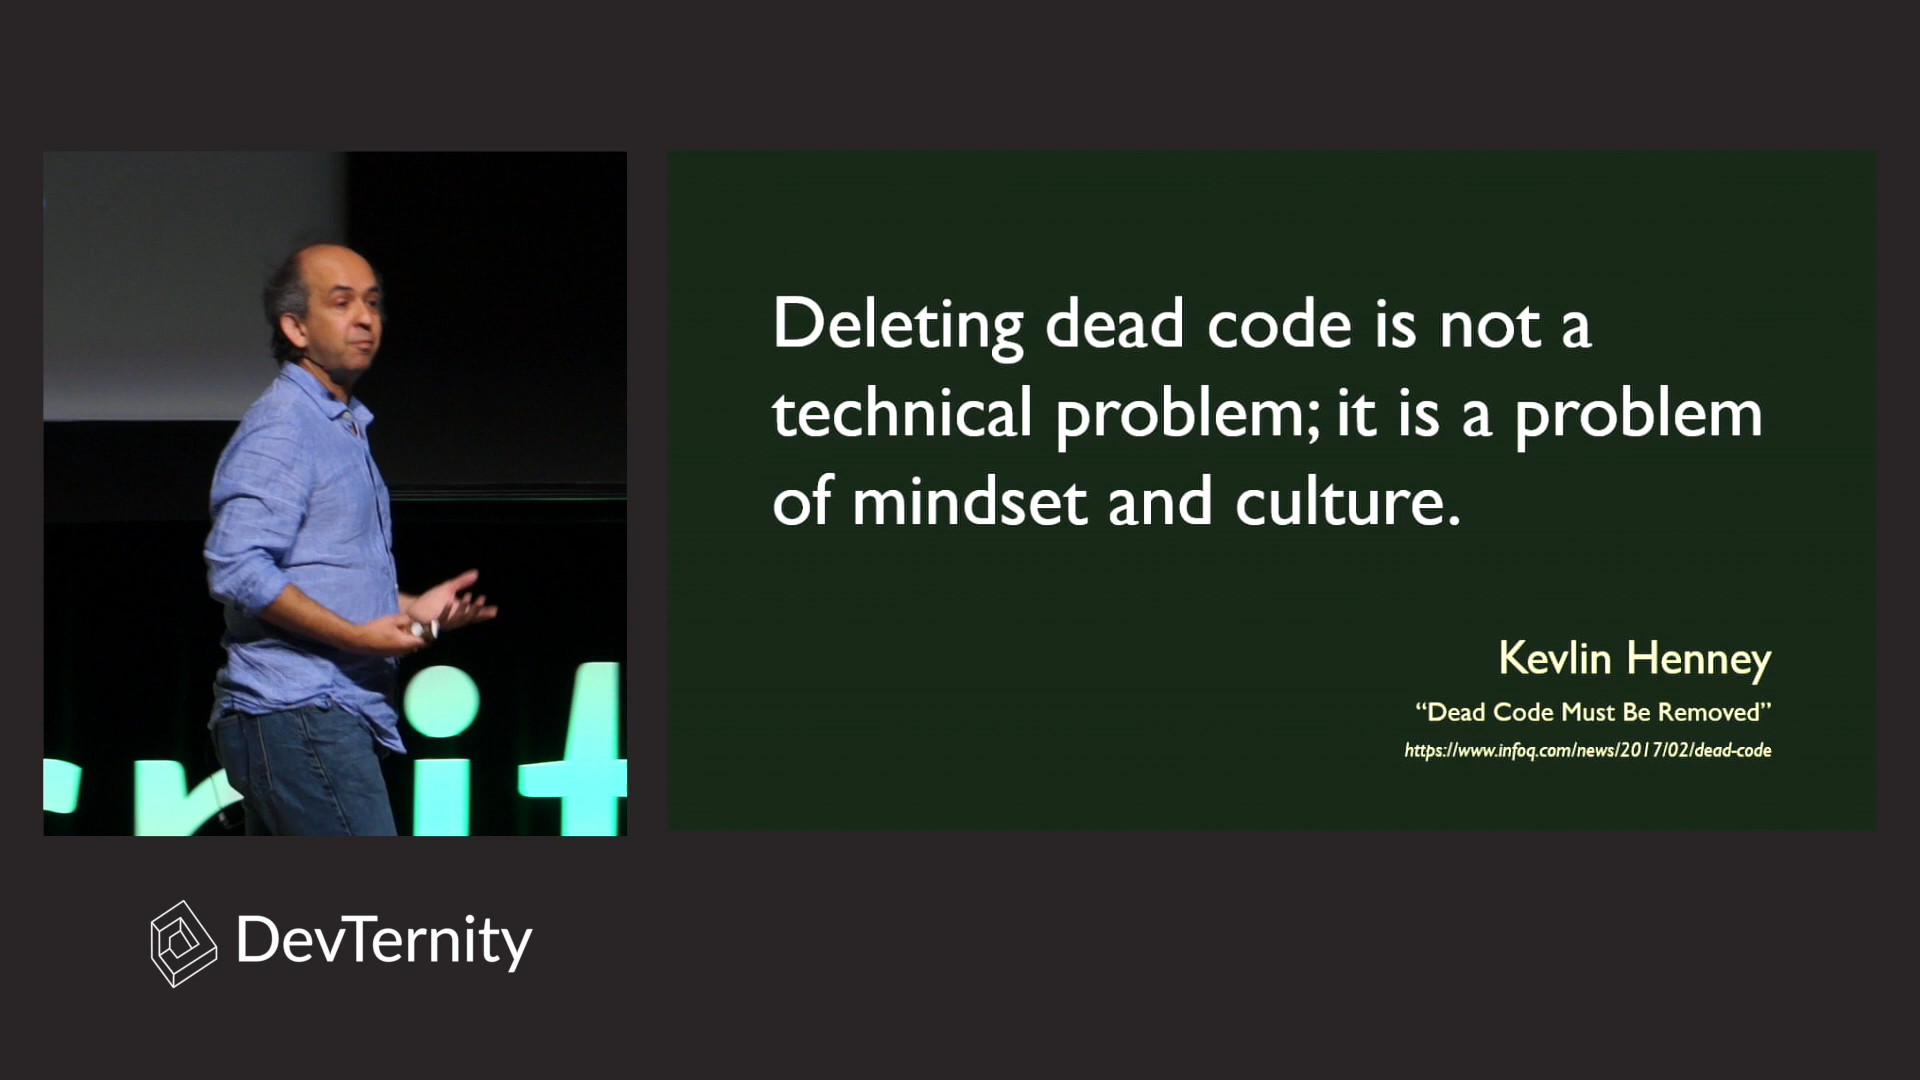 Deleting dead code is not a
technical problem; it is a problem
of mindset and culture.
Kevlin Henney
“Dead Code Must Be Removed”
https://www.infoq.com/news/2017/02/dead-code
rnit
DevTernity